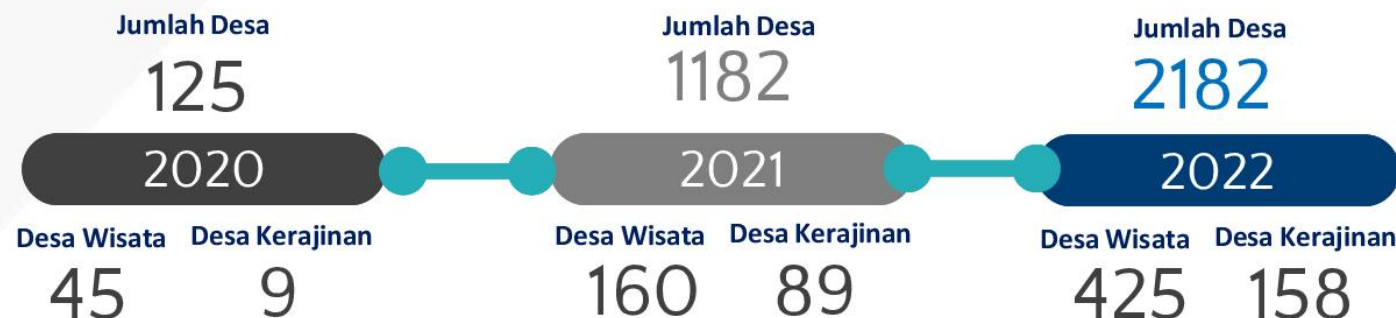 Jumlah Desa
125
2020
Desa Wisata Desa Kerajinan
45 9
Jumlah Desa
1182
2021
Desa Wisata Desa Kerajinan
160 89
Jumlah Desa
2182
2022
Desa Wisata Desa Kerajinan
425 158